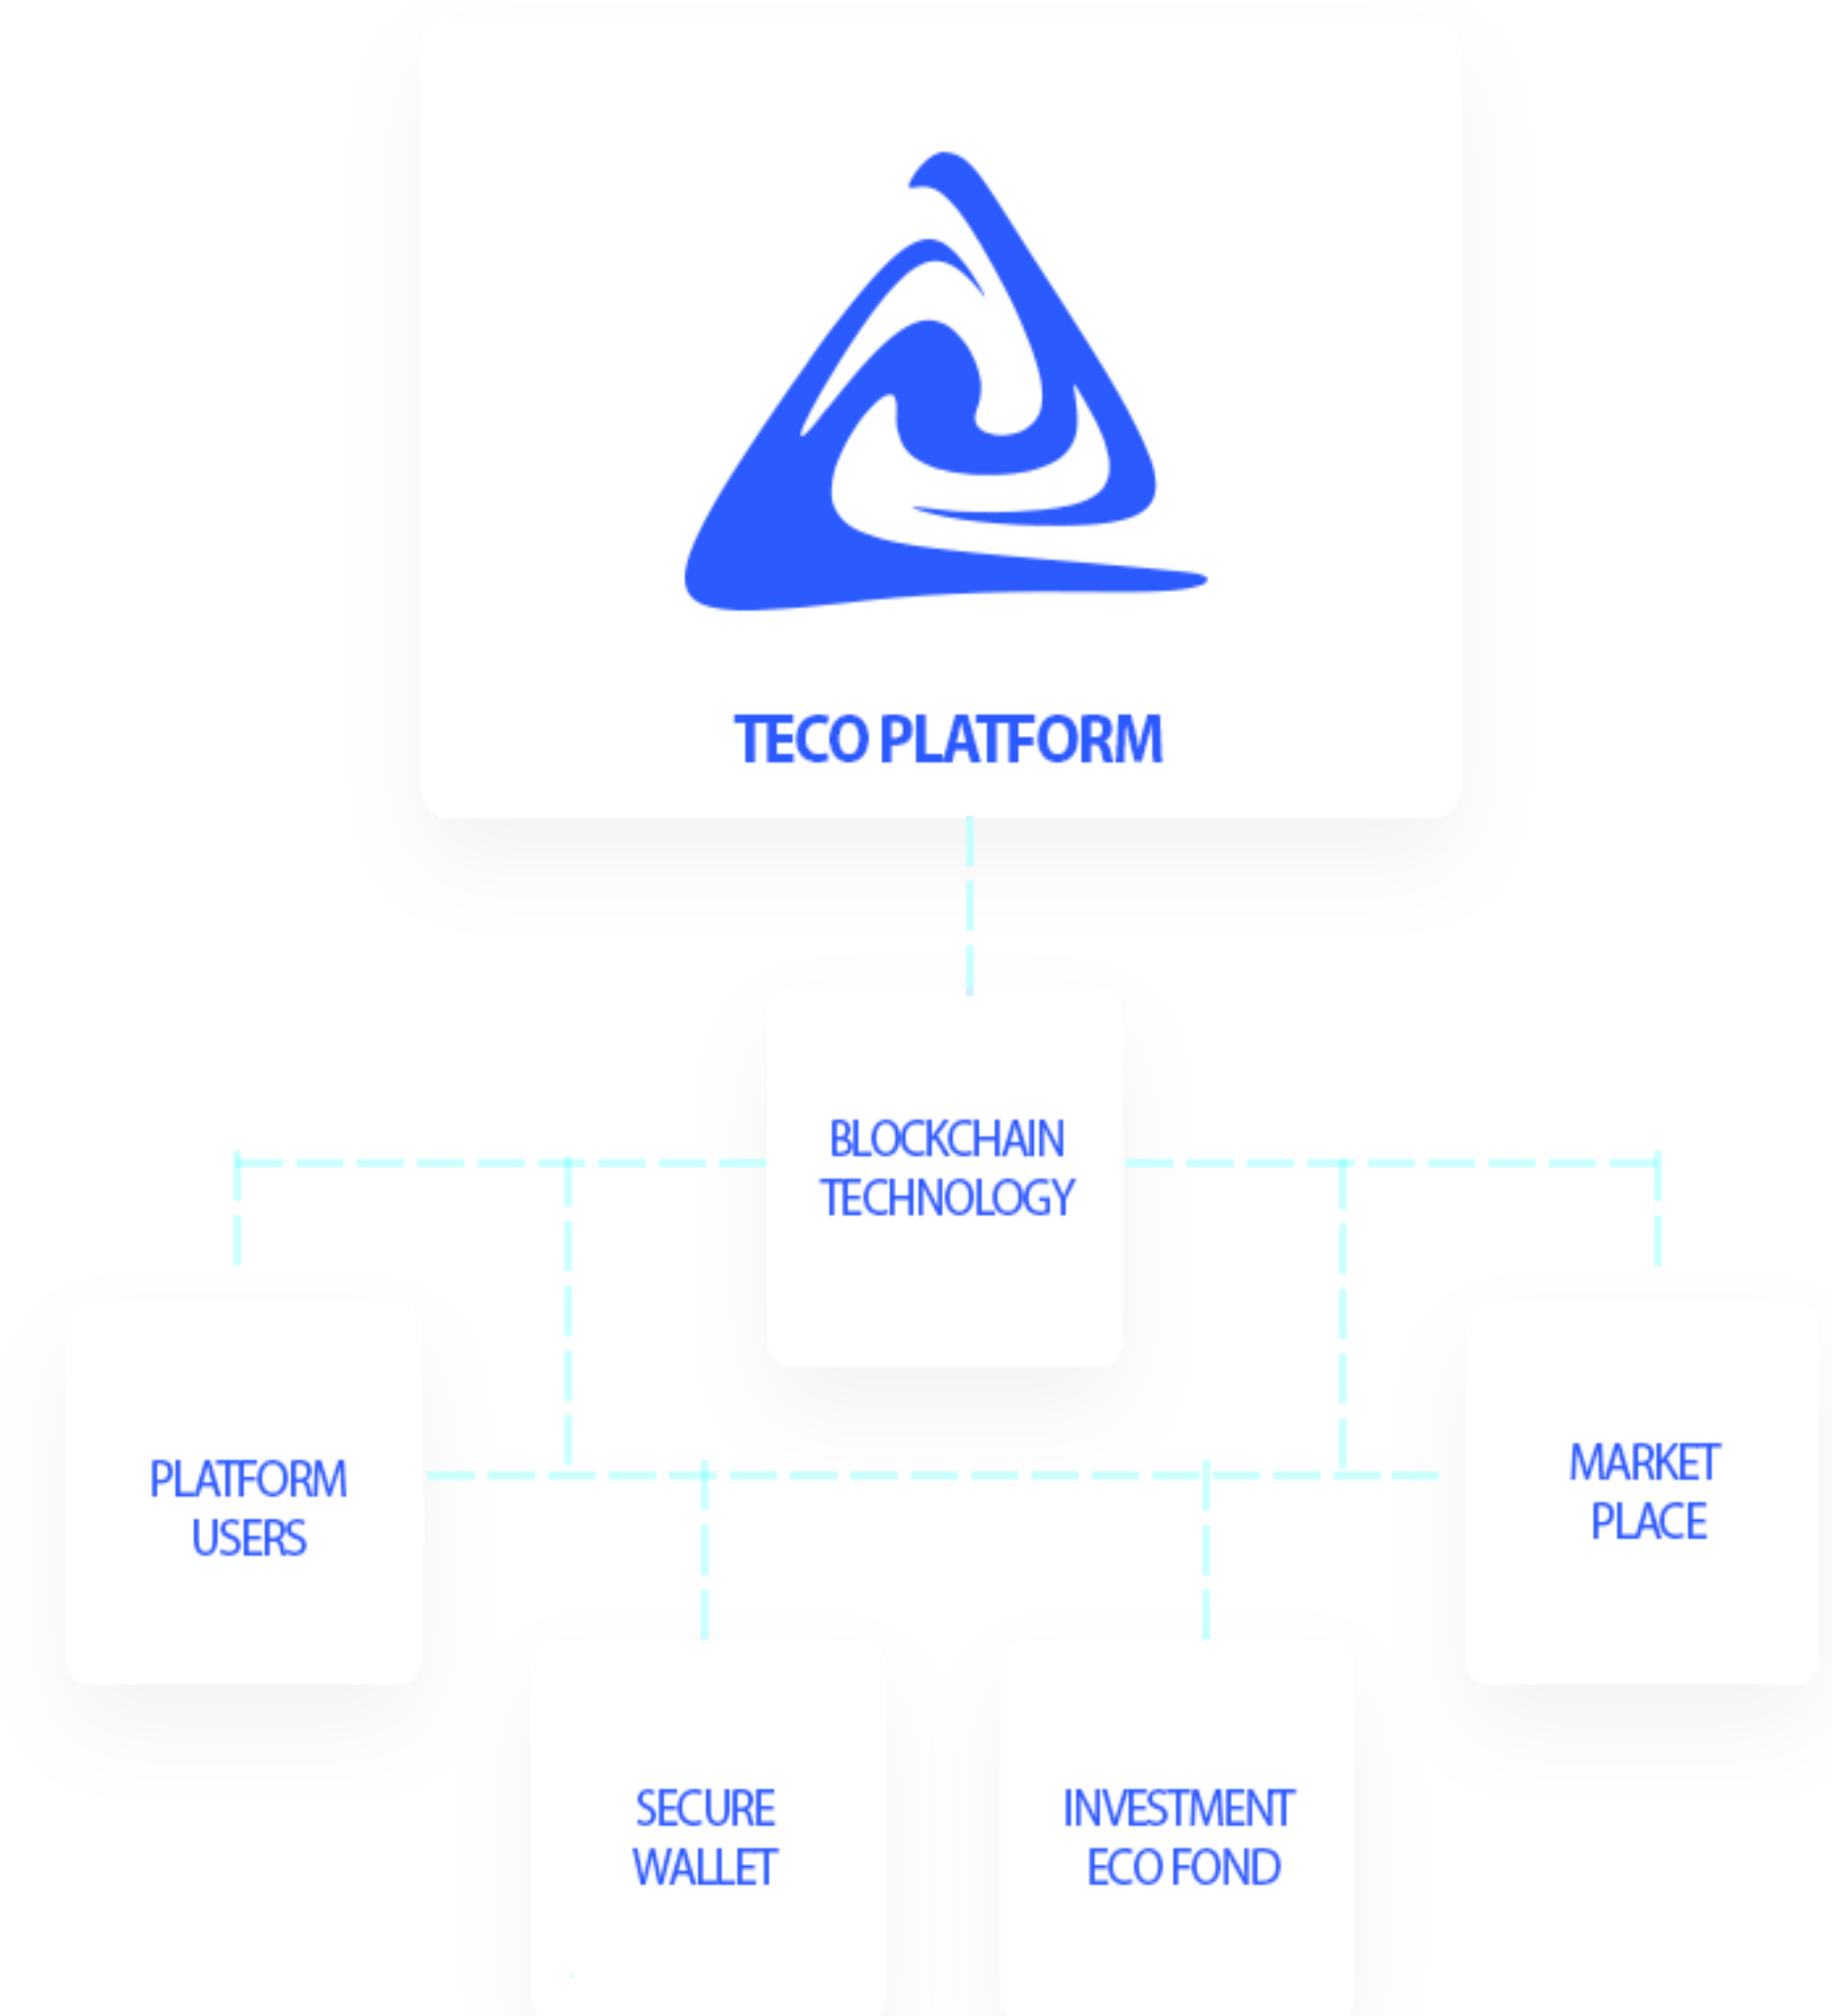 TECO PLATFORM
BLOCKCHAIN
TECHNOLOGY
PLATFORM
USERS
MARKET
PLACE
SECURE
WALLET
INVESTMENT
ECO FOND